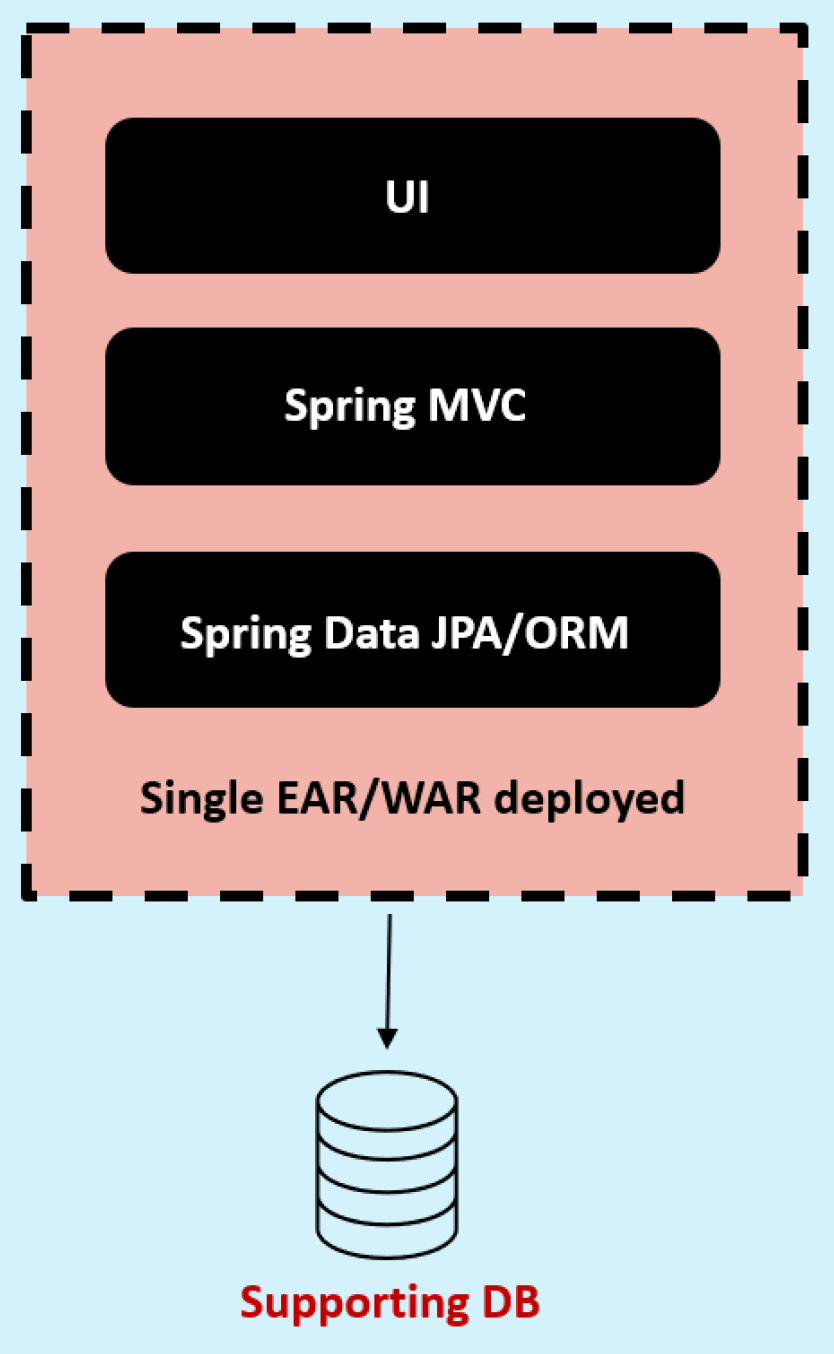 UI
Spring MVC
Spring Data JPA/ORM
Single EAR/WAR deployed
Supporting DB